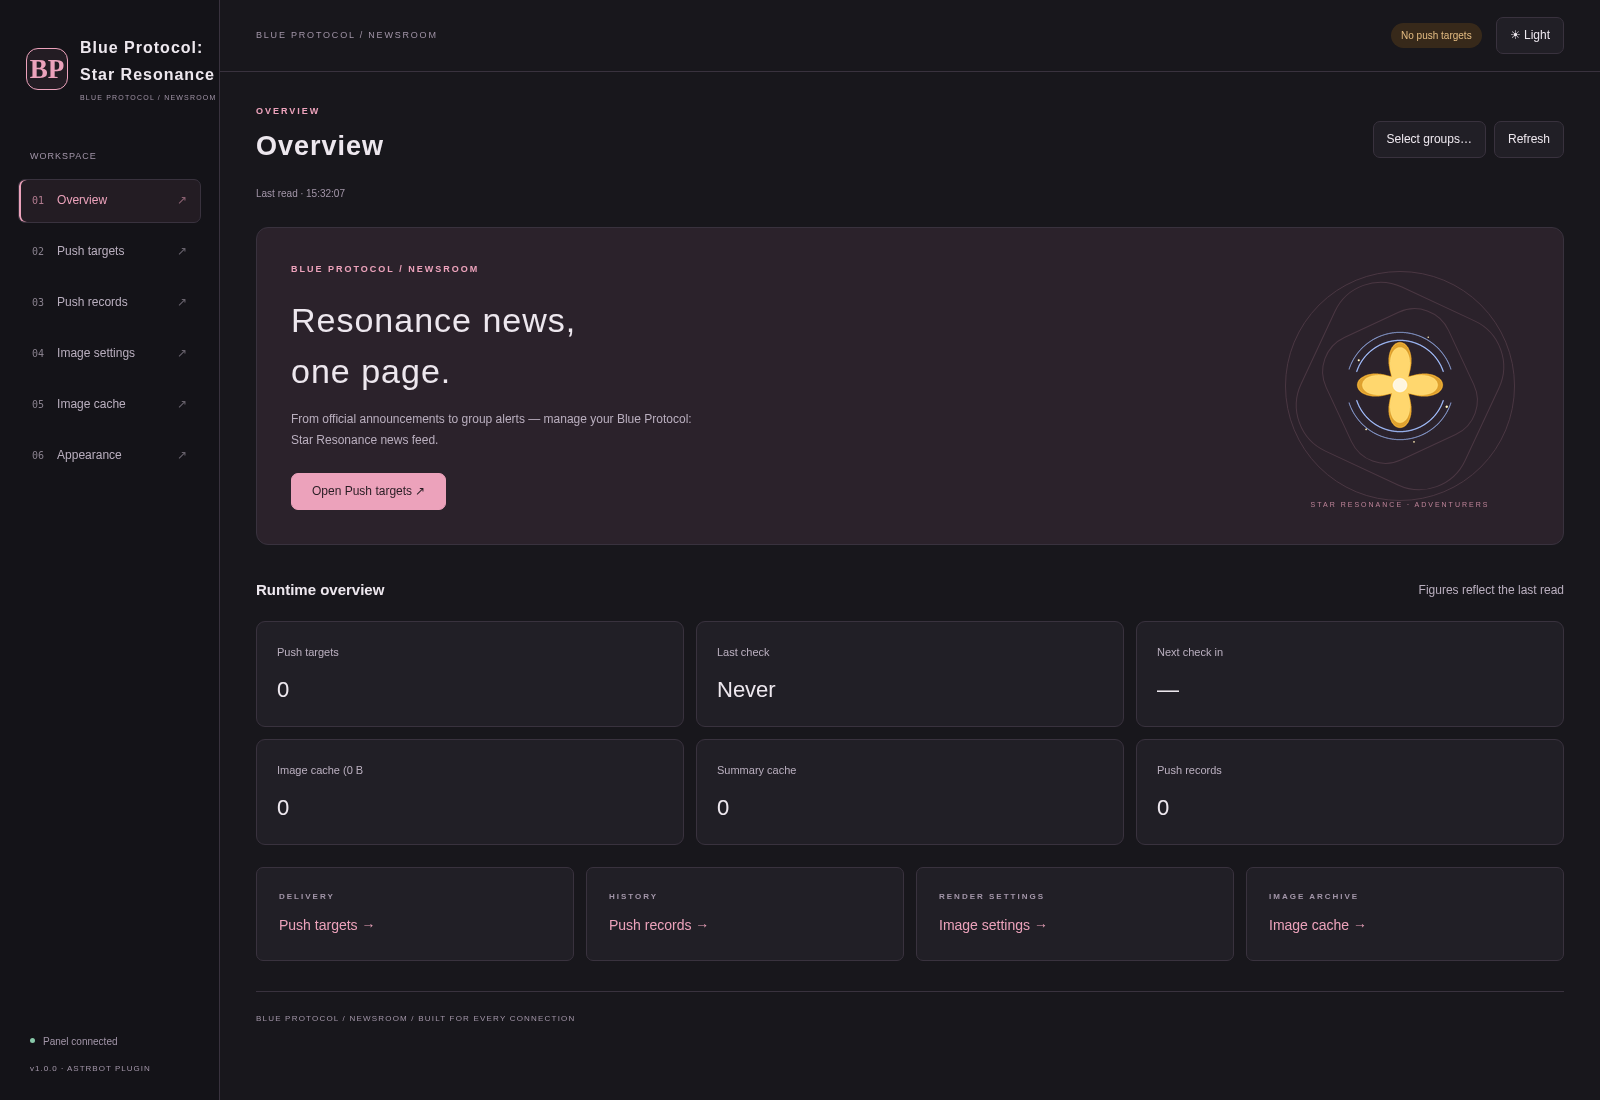 BP
Blue Protocol:
Star Resonance
BLUE PROTOCOL / NEWSROOM
WORKSPACE
01 Overview ↗
02 Push targets ↗
03 Push records ↗
04 Image settings ↗
05 Image cache ↗
06 Appearance ↗
Panel connected
v1.0.0 · ASTRBOT PLUGIN
BLUE PROTOCOL / NEWSROOM
No push targets
☀ Light
OVERVIEW
Overview
Select groups…
Refresh
Last read · 15:32:07
BLUE PROTOCOL / NEWSROOM
Resonance news,
one page.
From official announcements to group alerts — manage your Blue Protocol:
Star Resonance news feed.
Open Push targets ↗
STAR RESONANCE · ADVENTURERS
Runtime overview
Figures reflect the last read
Push targets
0
Last check
Never
Next check in
—
Image cache (0 B
0
Summary cache
0
Push records
0
DELIVERY
Push targets →
HISTORY
Push records →
RENDER SETTINGS
Image settings →
IMAGE ARCHIVE
Image cache →
BLUE PROTOCOL / NEWSROOM / BUILT FOR EVERY CONNECTION